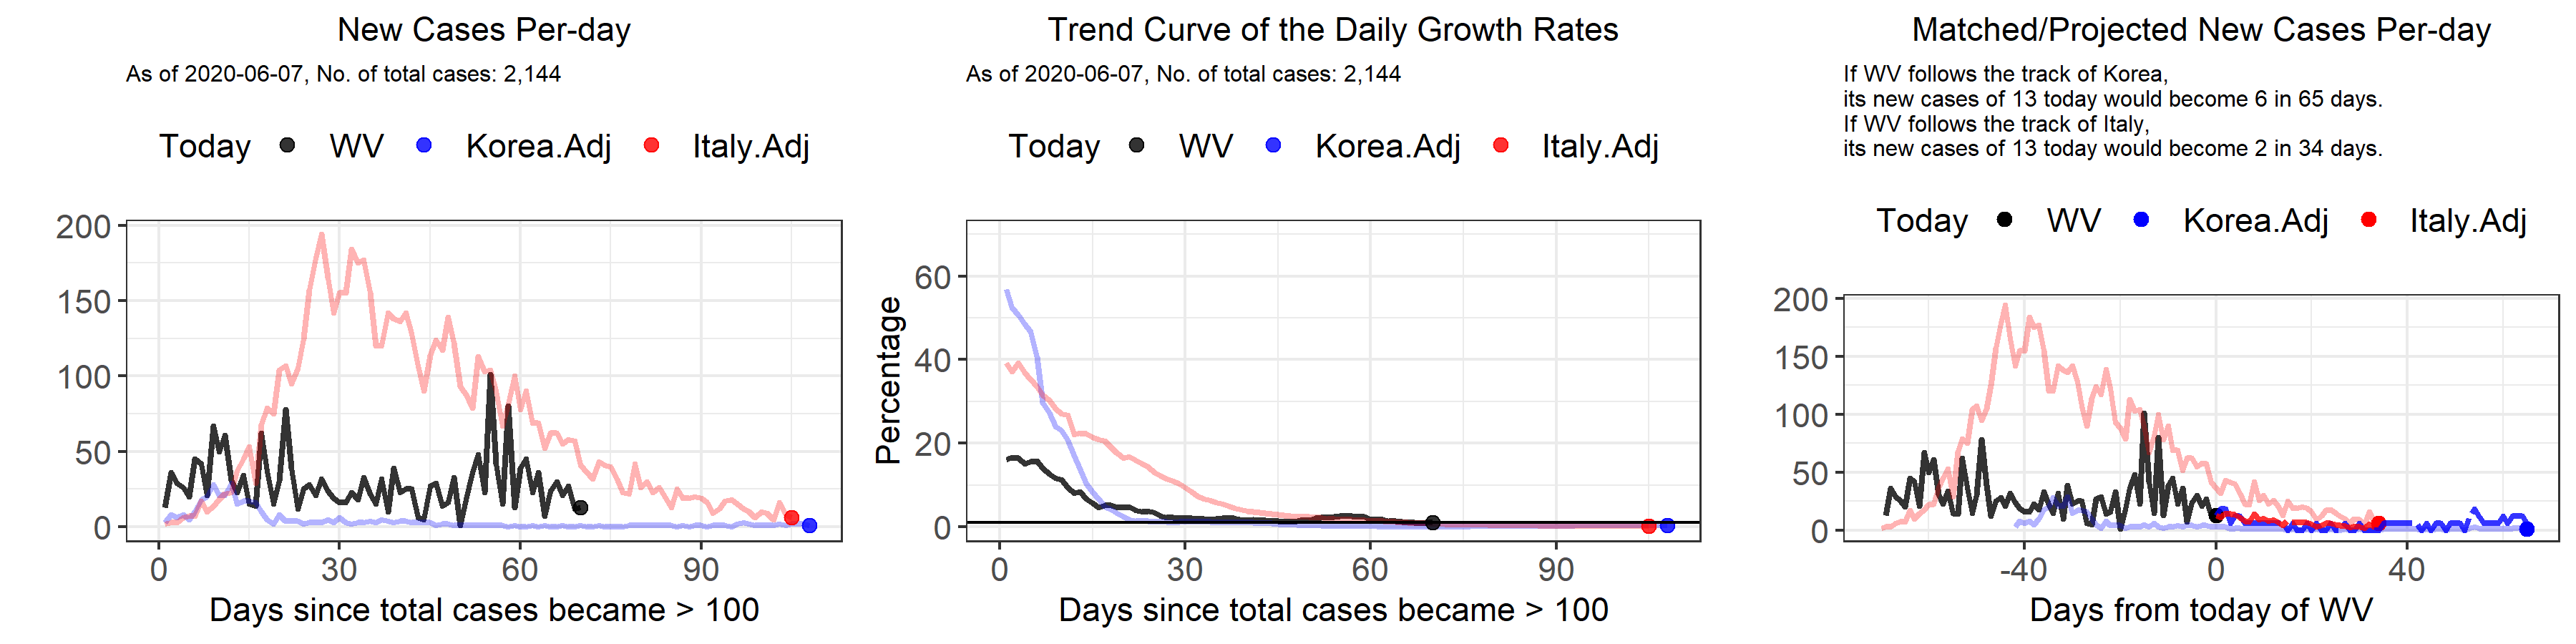 New Cases Per-day
As of 2020-06-07, No. of total cases: 2,144
Today WV Korea.Adj Italy.Adj
200
150
100
50
0
0 30 60 90
Days since total cases became > 100
Trend Curve of the Daily Growth Rates
As of 2020-06-07, No. of total cases: 2,144
Today WV Korea.Adj Italy.Adj
Percentage
60
40
20
0
0 30 60 90
Days since total cases became > 100
Matched/Projected New Cases Per-day
If WV follows the track of Korea,
its new cases of 13 today would become 6 in 65 days.
If WV follows the track of Italy,
its new cases of 13 today would become 2 in 34 days.
Today WV Korea.Adj Italy.Adj
200
150
100
50
0
-40 0 40
Days from today of WV